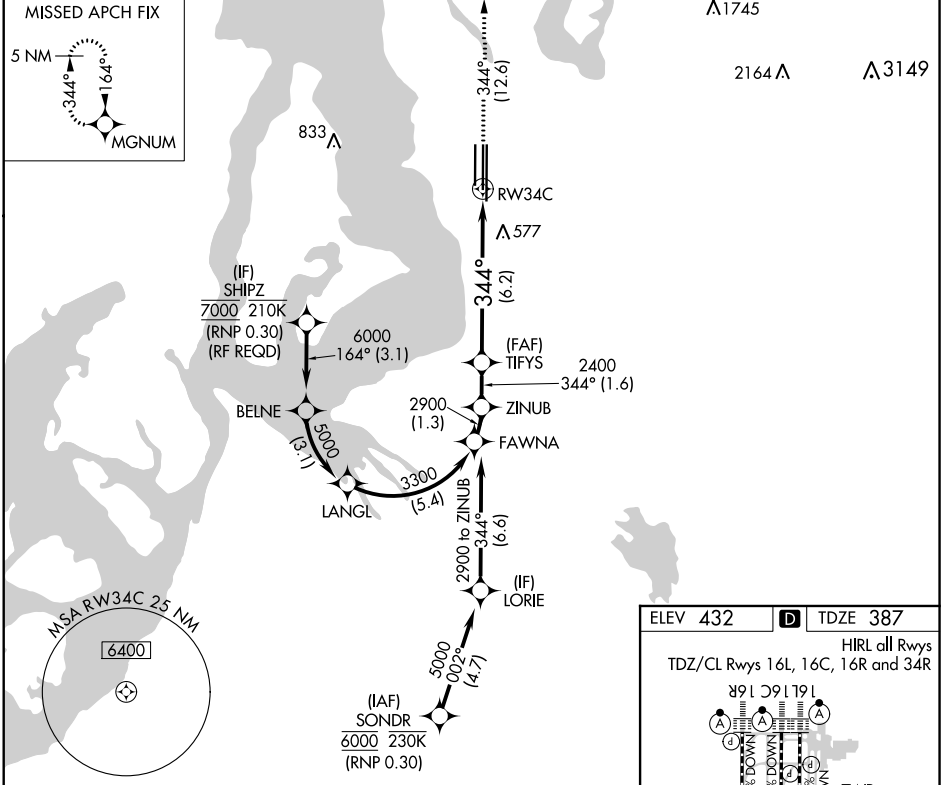 MISSED APCH FIX
5 NM
344°
164°
MGNUM
1745
2164
3149
833
344°
(12.6)
RW34C
577
344°
(6.2)
(IF)
SHIPZ
7000 210K
(RNP 0.30)
(RF REQD)
6000
164° (3.1)
(FAF)
TIFYS
2400
344° (1.6)
BELNE
2900
(1.3)
ZINUB
5000
(3.1)
FAWNA
3300
(5.4)
LANGL
2900 to ZINUB
344°
(6.6)
(IF)
LORIE
MSA RW34C 25 NM
6400
5000
002°
(4.7)
(IAF)
SONDR
6000 230K
(RNP 0.30)
ELEV 432 D TDZE 387
HIRL all Rwys
TDZ/CL Rwys 16L, 16C, 16R and 34R
16R 16C 16L
A A A
P
P P
DOWN
DOWN